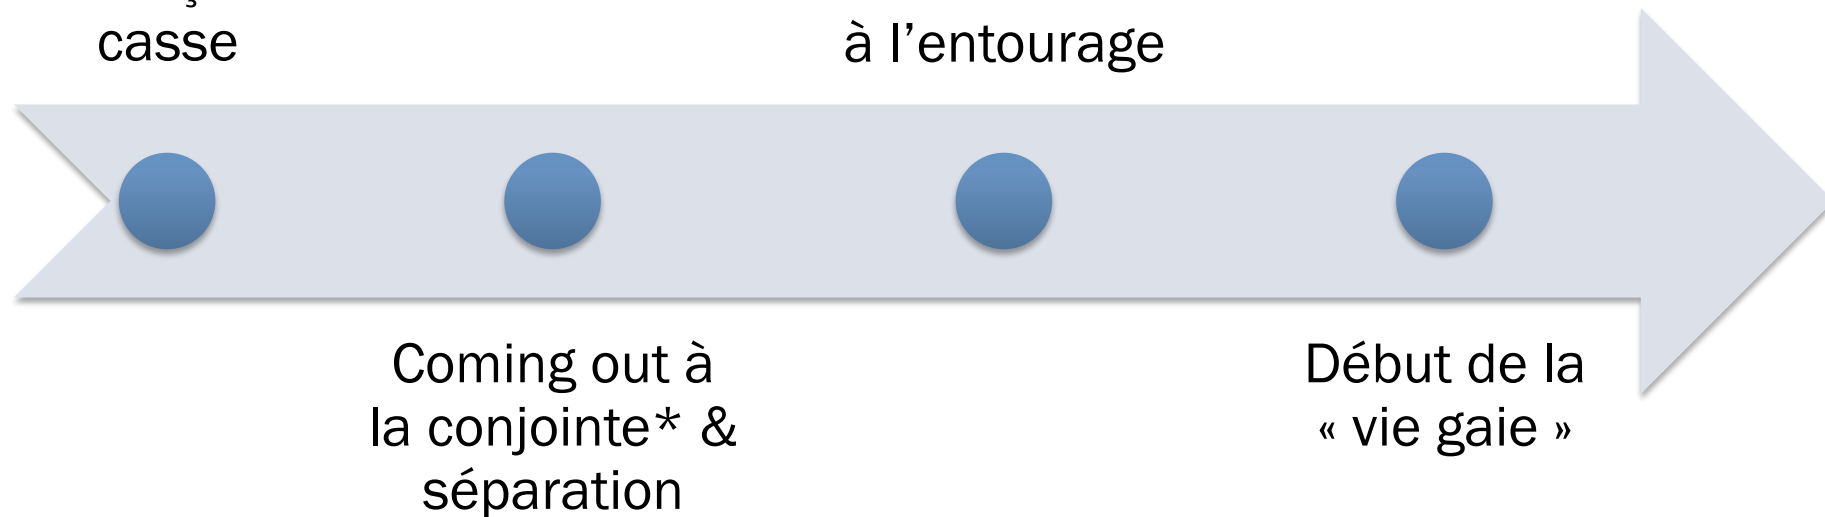 casse
à l’entourage
Coming out à
la conjointe* &
séparation
Début de la
« vie gaie »